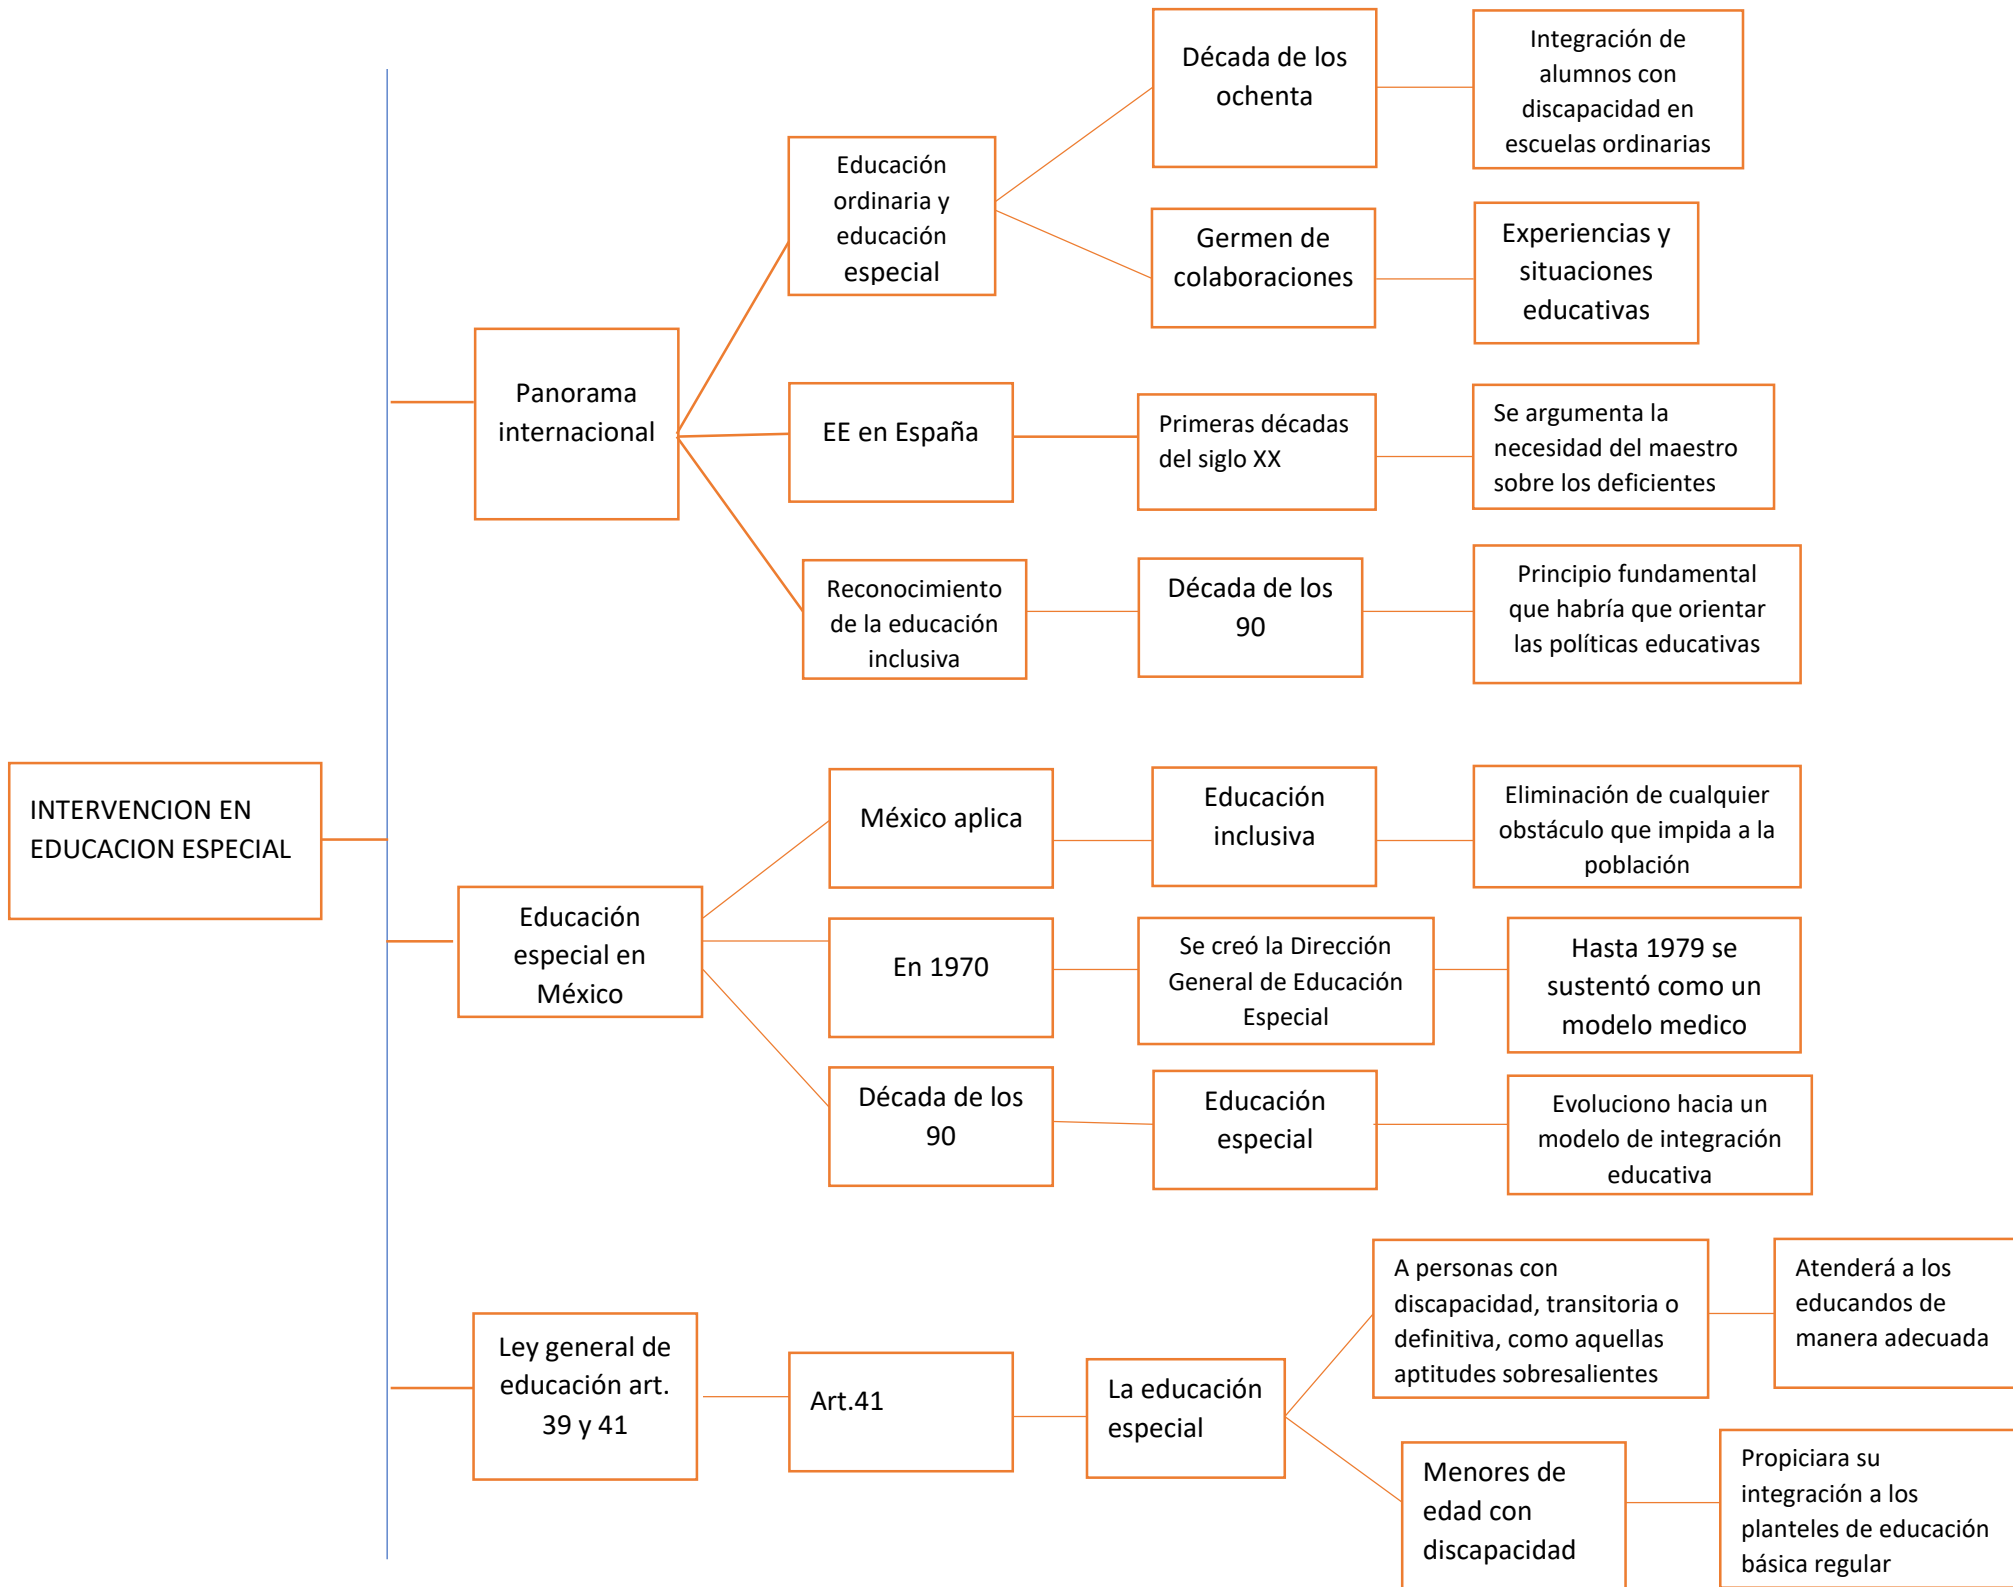 INTERVENCION EN
EDUCACION ESPECIAL
Panorama
internacional
Educación
ordinaria y
educación
especial
Década de los
ochenta
Integración de
alumnos con
discapacidad en
escuelas ordinarias
Germen de
colaboraciones
Experiencias y
situaciones
educativas
EE en España
Primeras décadas
del siglo XX
Se argumenta la
necesidad del maestro
sobre los deficientes
Reconocimiento
de la educación
inclusiva
Década de los
90
Principio fundamental
que habría que orientar
las políticas educativas
Educación
especial en
México
México aplica
Educación
inclusiva
Eliminación de cualquier
obstáculo que impida a la
población
En 1970
Se creó la Dirección
General de Educación
Especial
Hasta 1979 se
sustentó como un
modelo medico
Década de los
90
Educación
especial
Evoluciono hacia un
modelo de integración
educativa
Ley general de
educación art.
39 y 41
Art.41
La educación
especial
A personas con
discapacidad, transitoria o
definitiva, como aquellas
aptitudes sobresalientes
Atenderá a los
educandos de
manera adecuada
Menores de
edad con
discapacidad
Propiciara su
integración a los
planteles de educación
básica regular